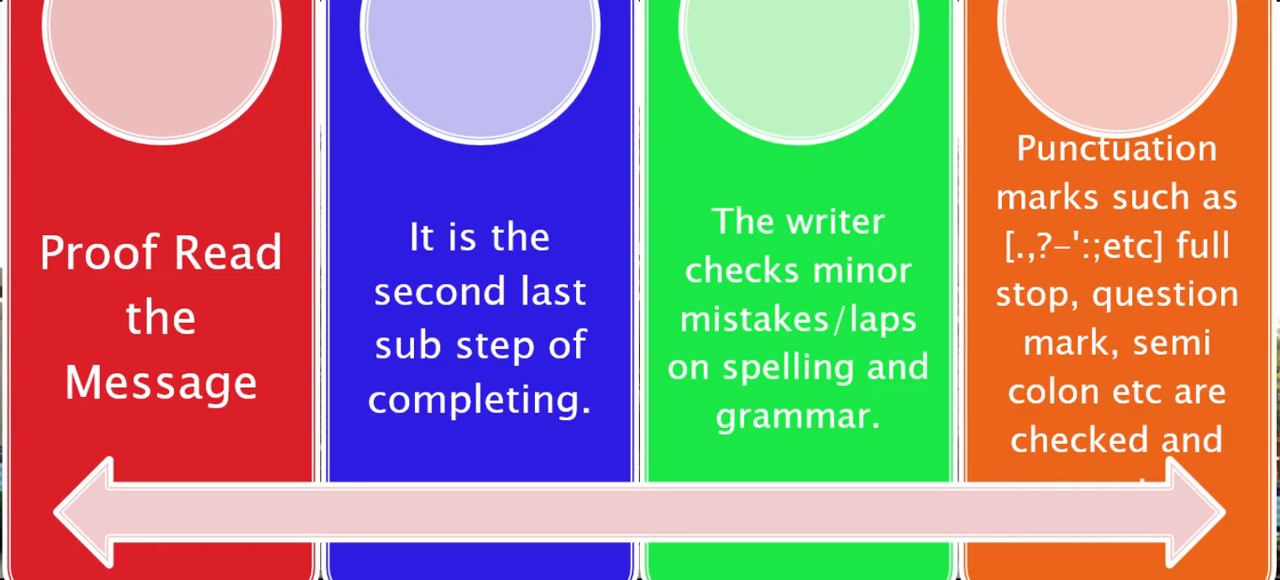 Proof Read
the
Message
It is the
second last
sub step of
completing.
The writer
checks minor
mistakes/laps
on spelling and
grammar.
Punctuation
marks such as
[.,?-':;etc] full
stop, question
mark, semi
colon etc are
checked and